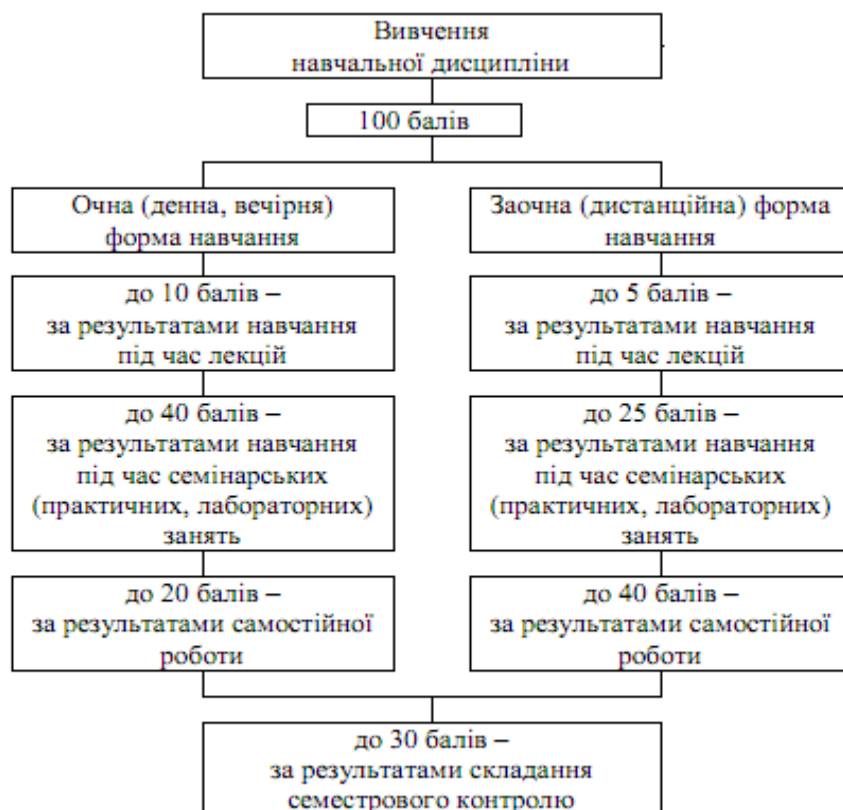 Вивчення
навчальної дисципліни
100 балів
Очна (денна, вечірня)
форма навчання
до 10 балів –
за результатами навчання
під час лекцій
до 40 балів –
за результатами навчання
під час семінарських
(практичних, лабораторних)
занять
до 20 балів –
за результатами самостійної
роботи
Заочна (дистанційна) форма
навчання
до 5 балів –
за результатами навчання
під час лекцій
до 25 балів –
за результатами навчання
під час семінарських
(практичних, лабораторних)
занять
до 40 балів –
за результатами самостійної
роботи
до 30 балів –
за результатами складання
семестрового контролю